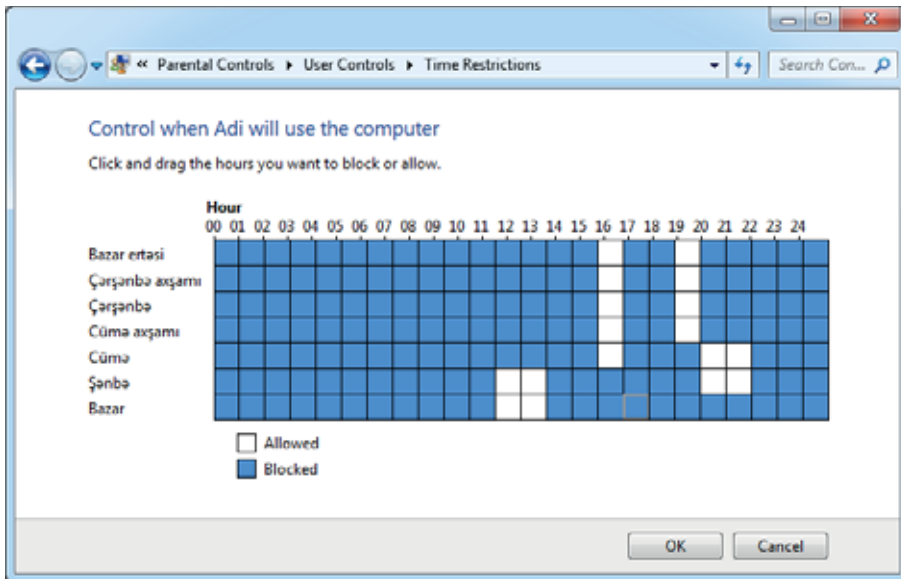 « Parental Controls ▸ User Controls ▸ Time Restrictions
Search Con...
Control when Adi will use the computer
Click and drag the hours you want to block or allow.
Hour
00 01 02 03 04 05 06 07 08 09 10 11 12 13 14 15 16 17 18 19 20 21 22 23 24
Bazar ertəsi
Çərşənbə axşamı
Çərşənbə
Cümə axşamı
Cümə
Şənbə
Bazar
Allowed
Blocked
OK Cancel